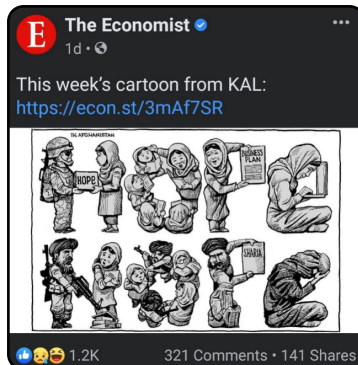 The Economist
1d
This week's cartoon from KAL:
https://econ.st/3mAf7SR
IN AFGHANISTAN
HOPE
BUSINESS
PLAN
SHARIA
1.2K
321 Comments • 141 Shares